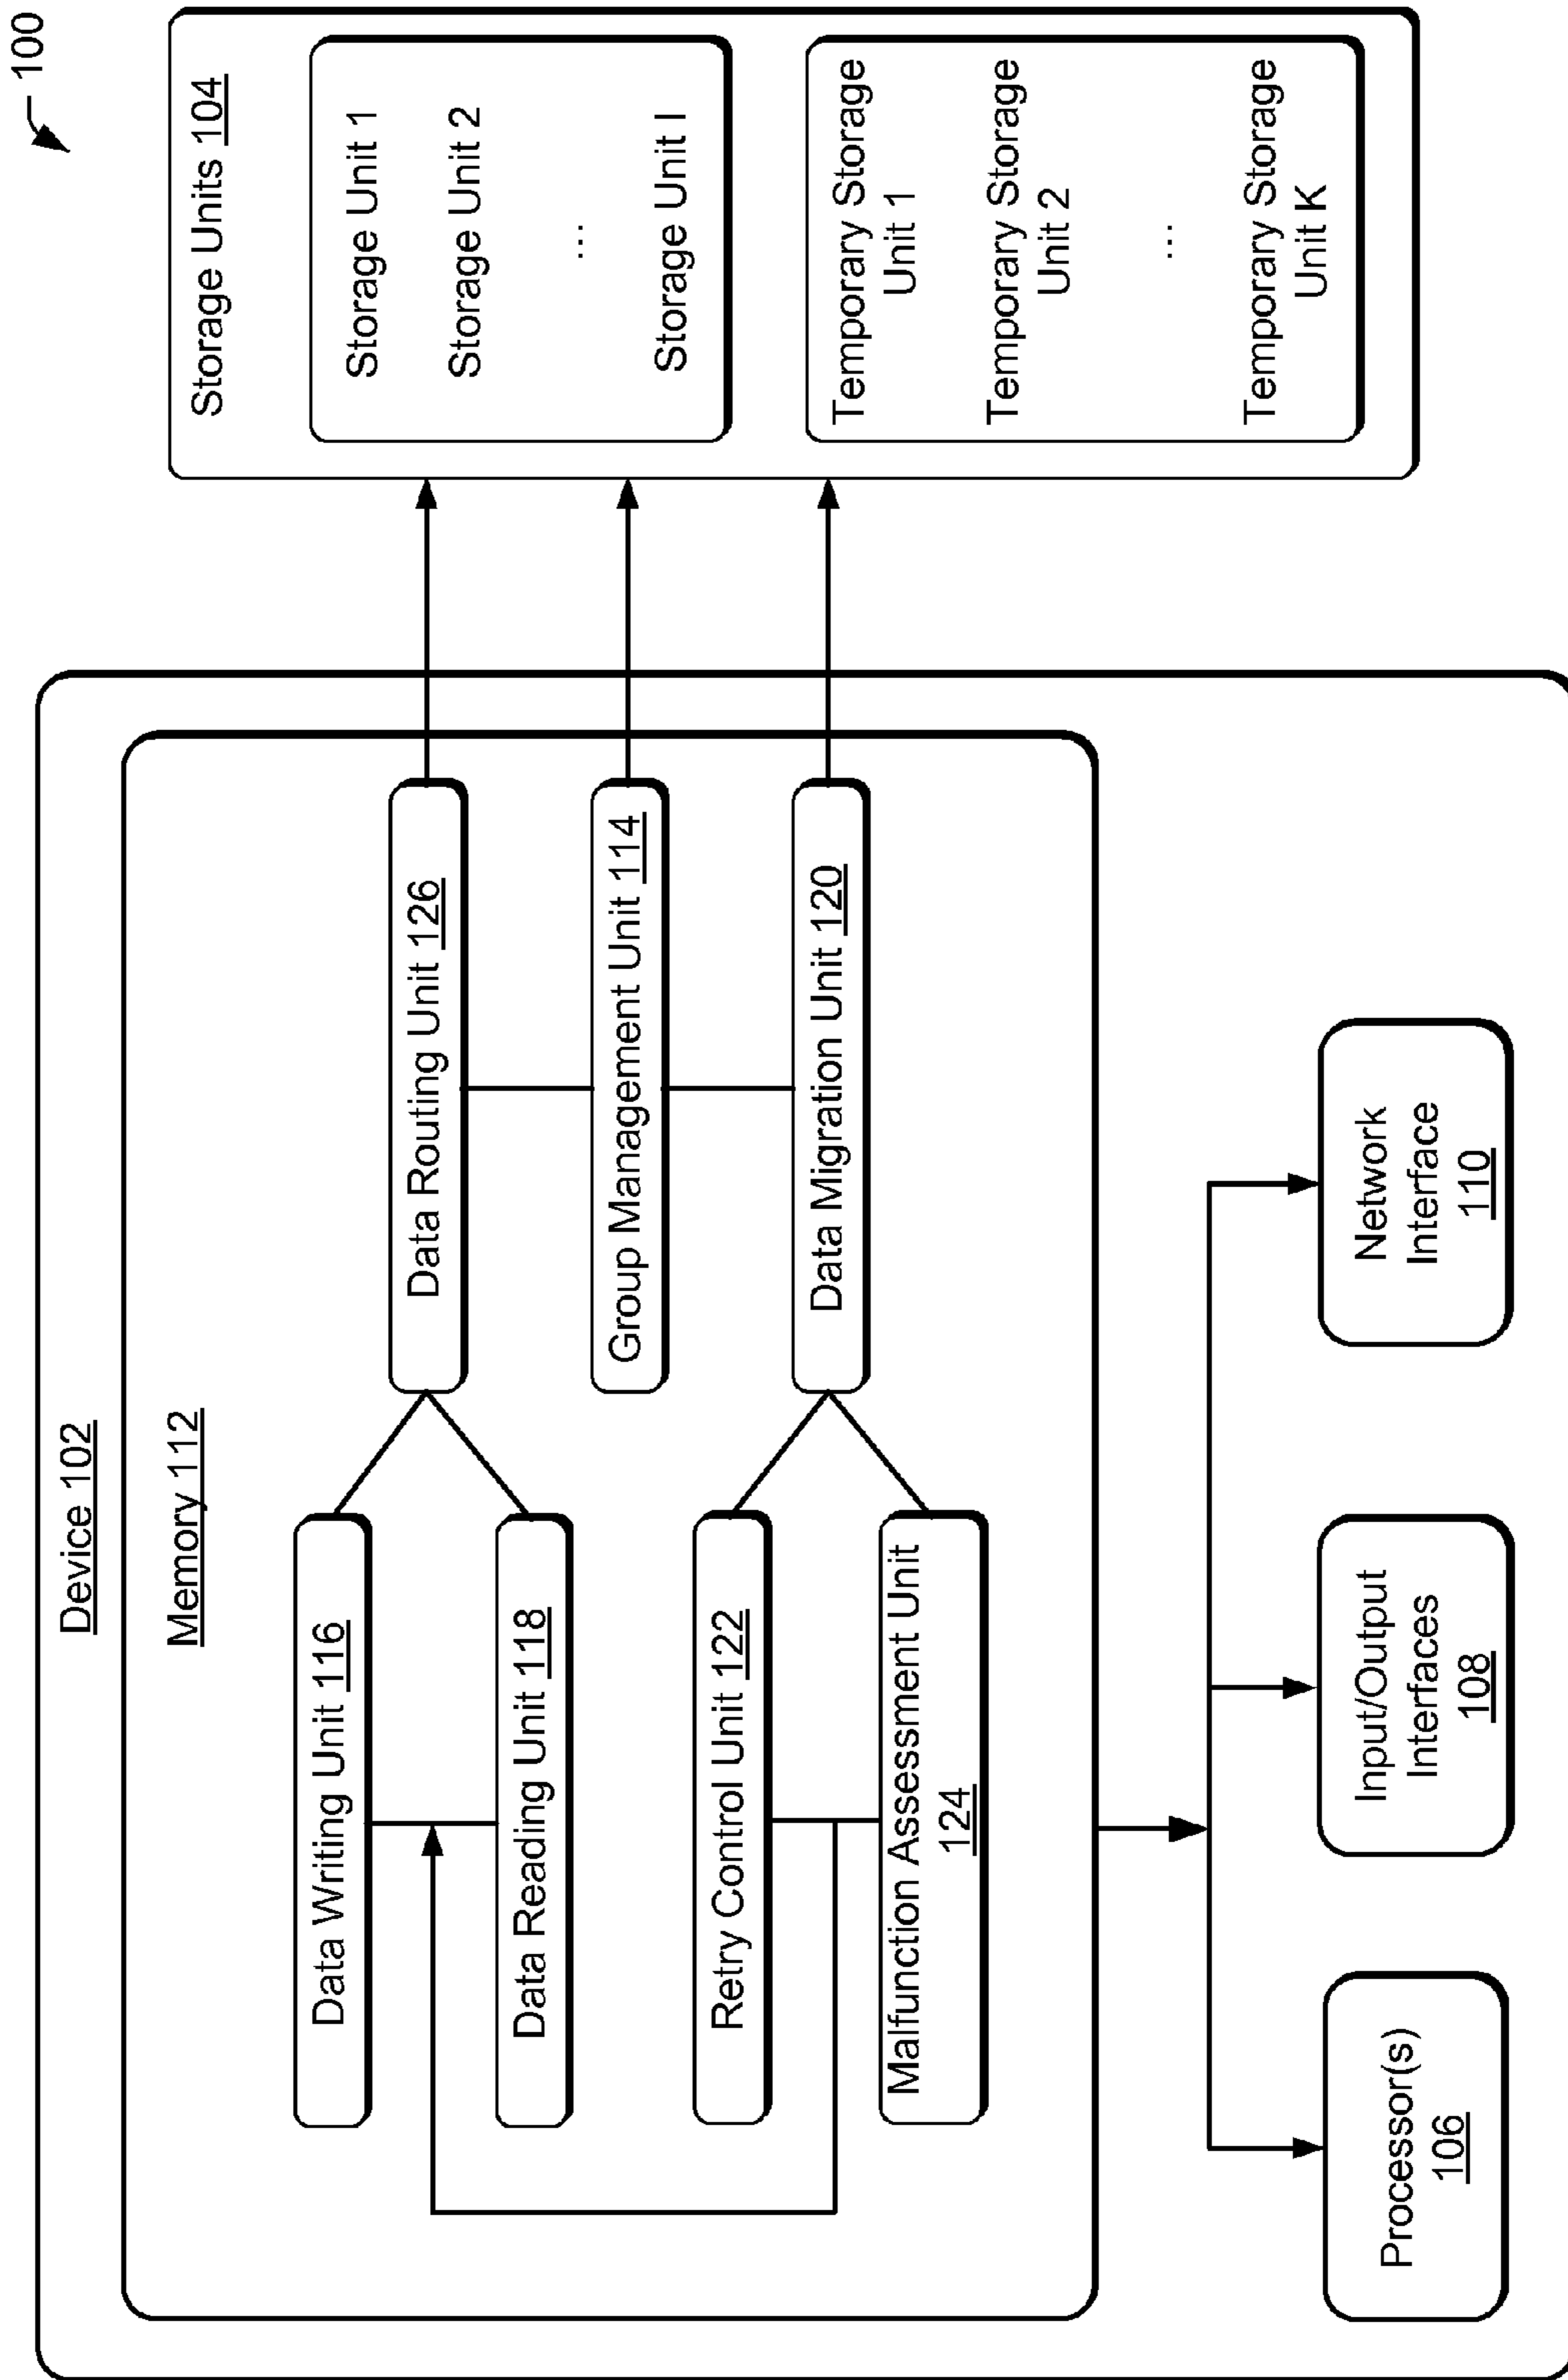 100
Device 102
Memory 112
Data Writing Unit 116
Data Reading Unit 118
Retry Control Unit 122
Malfunction Assessment Unit
124
Data Routing Unit 126
Group Management Unit 114
Data Migration Unit 120
Processor(s)
106
Input/Output
Interfaces
108
Network
Interface
110
Storage Units 104
Storage Unit 1
Storage Unit 2
...
Storage Unit I
Temporary Storage
Unit 1
Temporary Storage
Unit 2
...
Temporary Storage
Unit K